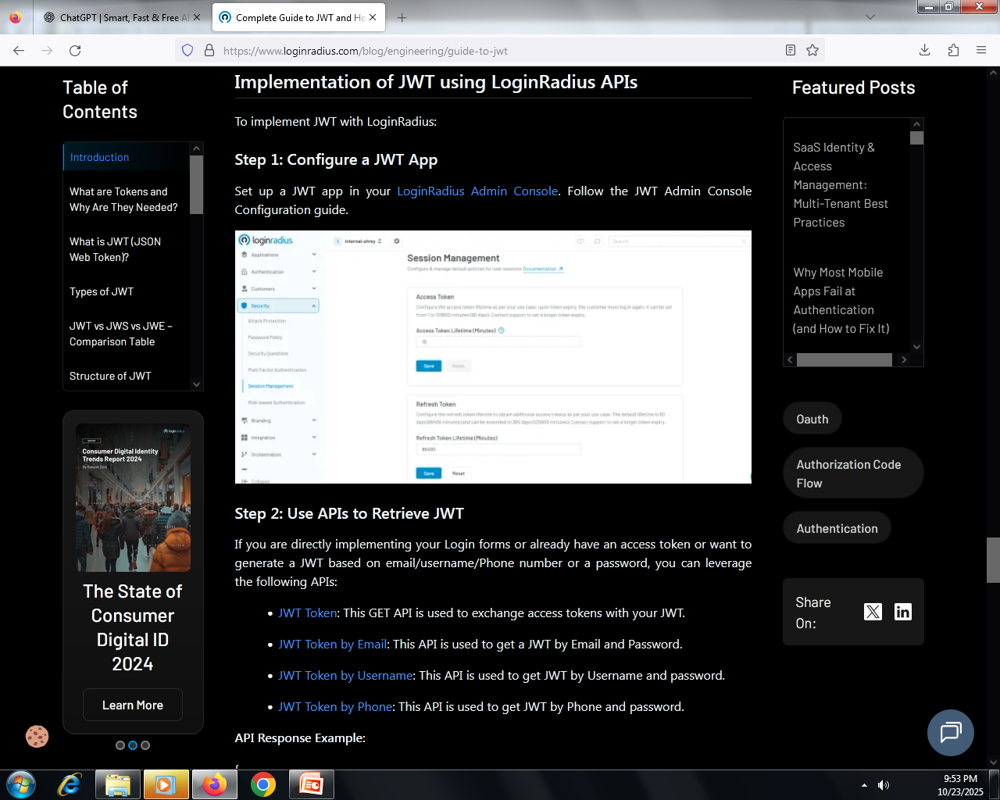 ChatGPT | Smart, Fast & Free AI
Complete Guide to JWT and Ho
https://www.loginradius.com/blog/engineering/guide-to-jwt
Table of
Contents
Introduction
What are Tokens and
Why Are They Needed?
What is JWT (JSON
Web Token)?
Types of JWT
JWT vs JWS vs JWE –
Comparison Table
Structure of JWT
loginradius
REPORT
Consumer Digital Identity
Trends Report 2024
The State of
Consumer
Digital ID
2024
Learn More
Implementation of JWT using LoginRadius APIs
To implement JWT with LoginRadius:
Step 1: Configure a JWT App
Set up a JWT app in your LoginRadius Admin Console. Follow the JWT Admin Console
Configuration guide.
loginradius
internal-shrey
Search
Applications
Authentication
Customers
Security
Attack Protection
Password Policy
Security Questions
Multi Factor Authentication
Session Management
Risk-based Authentication
Branding
Integration
Orchestration
Collapse
Session Management
Configure & manage default policies for user sessions Documentation
Access Token
Configure the access token lifetime as per your use case; upon token expiry, the customer must log in again. It can be set
from 1 to 129600 minutes (90 days). Contact support to set a longer token expiry.
Access Token Lifetime (Minutes)
15
Save
Reset
Refresh Token
Configure the refresh token lifetime to obtain additional access tokens as per your use case. The default lifetime is 60
days (86400 minutes) and can be extended to 365 days (525600 minutes). Contact support to set a longer token expiry.
Refresh Token Lifetime (Minutes)
86400
Save
Reset
Step 2: Use APIs to Retrieve JWT
If you are directly implementing your Login forms or already have an access token or want to
generate a JWT based on email/username/Phone number or a password, you can leverage
the following APIs:
• JWT Token: This GET API is used to exchange access tokens with your JWT.
• JWT Token by Email: This API is used to get a JWT by Email and Password.
• JWT Token by Username: This API is used to get JWT by Username and password.
• JWT Token by Phone: This API is used to get JWT by Phone and password.
API Response Example:
Featured Posts
SaaS Identity &
Access
Management:
Multi-Tenant Best
Practices
Why Most Mobile
Apps Fail at
Authentication
(and How to Fix It)
Oauth
Authorization Code
Flow
Authentication
Share
On:
9:53 PM
10/23/2025